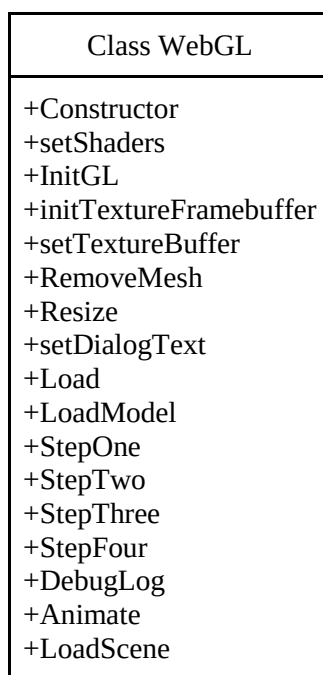 Class WebGL
+Constructor
+setShaders
+InitGL
+initTextureFramebuffer
+setTextureBuffer
+RemoveMesh
+Resize
+setDialogText
+Load
+LoadModel
+StepOne
+StepTwo
+StepThree
+StepFour
+DebugLog
+Animate
+LoadScene